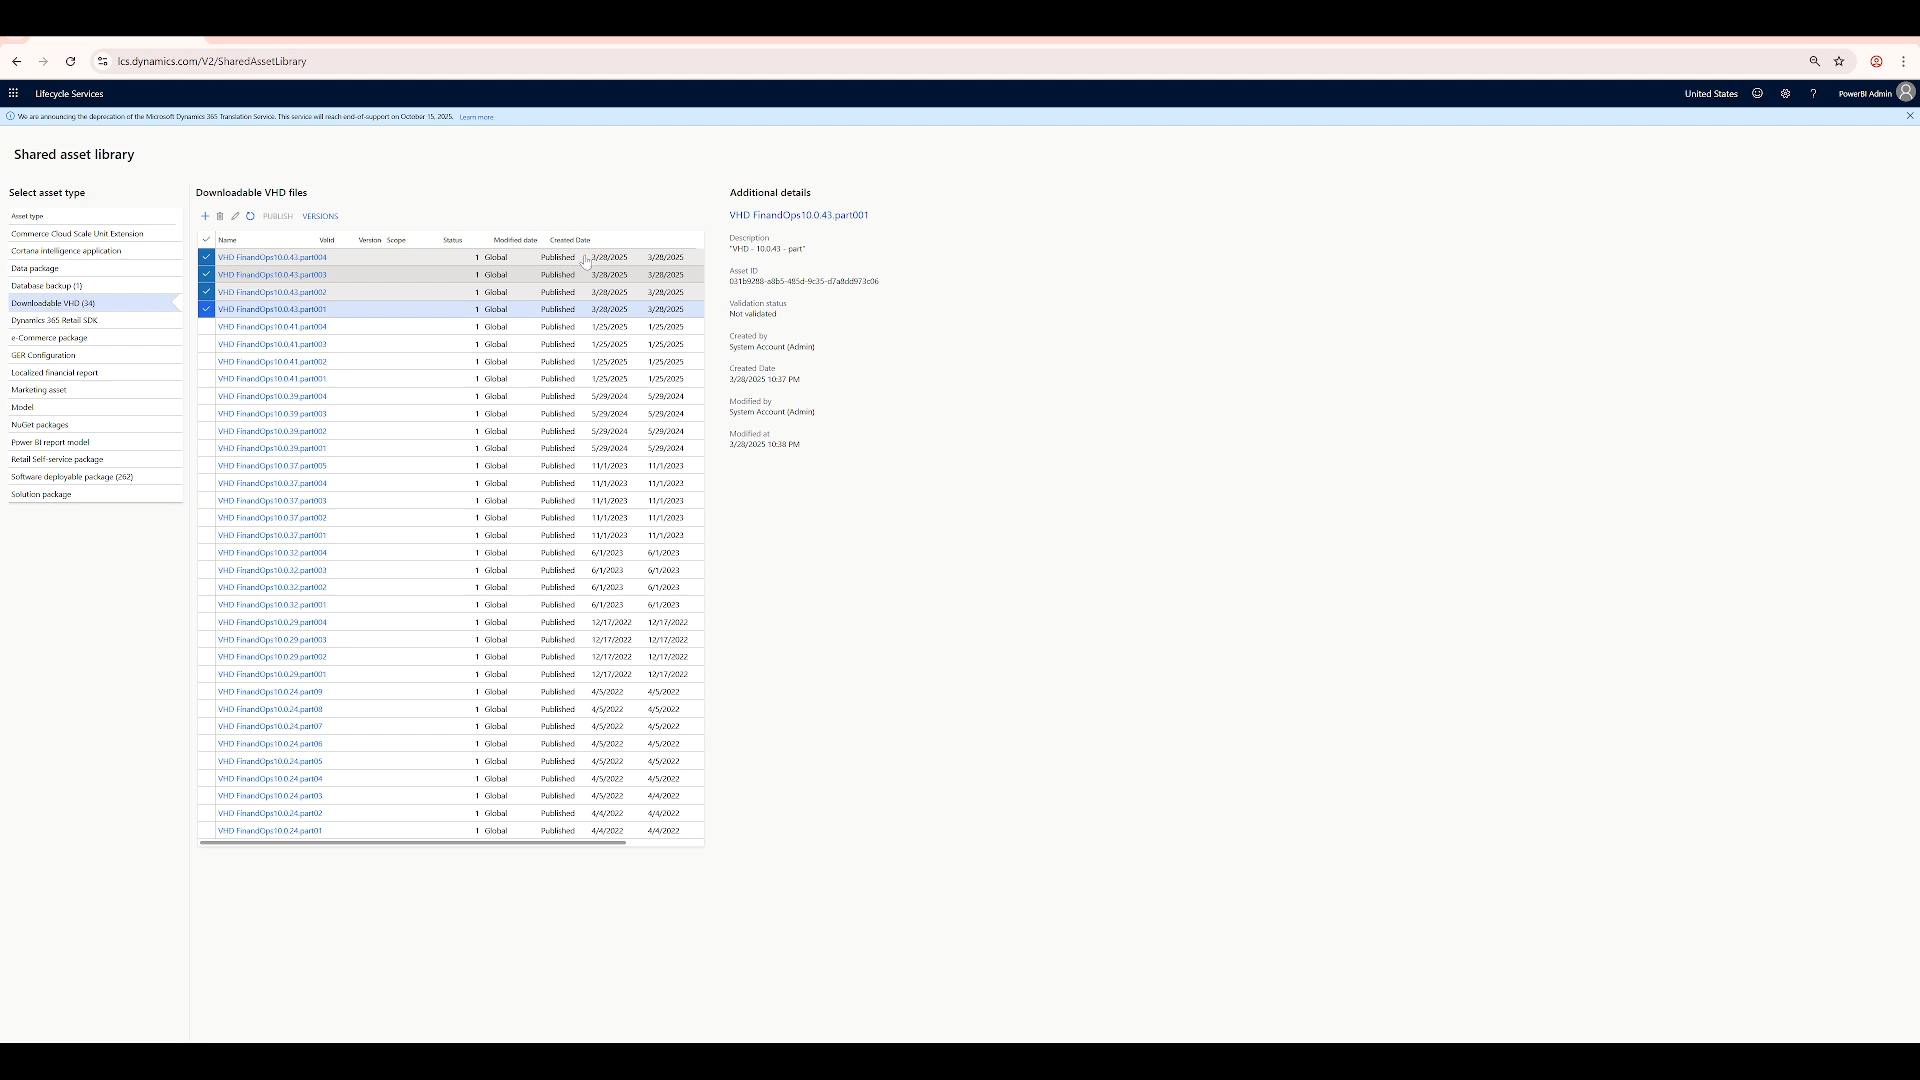 lcs.dynamics.com/V2/SharedAssetLibrary
Lifecycle Services
United States
?
PowerBI Admin
We are announcing the deprecation of the Microsoft Dynamics 365 Translation Service. This service will reach end-of-support on October 15, 2025. Learn more
Shared asset library
Select asset type
Asset type
Commerce Cloud Scale Unit Extension
Cortana intelligence application
Data package
Database backup (1)
Downloadable VHD (34)
Dynamics 365 Retail SDK
e-Commerce package
GER Configuration
Localized financial report
Marketing asset
Model
NuGet packages
Power BI report model
Retail Self-service package
Software deployable package (262)
Solution package
Downloadable VHD files
PUBLISH VERSIONS
Name Valid Version Scope Status Modified date Created Date
VHD FinandOps10.0.43.part004 1 Global Published 3/28/2025 3/28/2025
VHD FinandOps10.0.43.part003 1 Global Published 3/28/2025 3/28/2025
VHD FinandOps10.0.43.part002 1 Global Published 3/28/2025 3/28/2025
VHD FinandOps10.0.43.part001 1 Global Published 3/28/2025 3/28/2025
VHD FinandOps10.0.41.part004 1 Global Published 1/25/2025 1/25/2025
VHD FinandOps10.0.41.part003 1 Global Published 1/25/2025 1/25/2025
VHD FinandOps10.0.41.part002 1 Global Published 1/25/2025 1/25/2025
VHD FinandOps10.0.41.part001 1 Global Published 1/25/2025 1/25/2025
VHD FinandOps10.0.39.part004 1 Global Published 5/29/2024 5/29/2024
VHD FinandOps10.0.39.part003 1 Global Published 5/29/2024 5/29/2024
VHD FinandOps10.0.39.part002 1 Global Published 5/29/2024 5/29/2024
VHD FinandOps10.0.39.part001 1 Global Published 5/29/2024 5/29/2024
VHD FinandOps10.0.37.part005 1 Global Published 11/1/2023 11/1/2023
VHD FinandOps10.0.37.part004 1 Global Published 11/1/2023 11/1/2023
VHD FinandOps10.0.37.part003 1 Global Published 11/1/2023 11/1/2023
VHD FinandOps10.0.37.part002 1 Global Published 11/1/2023 11/1/2023
VHD FinandOps10.0.37.part001 1 Global Published 11/1/2023 11/1/2023
VHD FinandOps10.0.32.part004 1 Global Published 6/1/2023 6/1/2023
VHD FinandOps10.0.32.part003 1 Global Published 6/1/2023 6/1/2023
VHD FinandOps10.0.32.part002 1 Global Published 6/1/2023 6/1/2023
VHD FinandOps10.0.32.part001 1 Global Published 6/1/2023 6/1/2023
VHD FinandOps10.0.29.part004 1 Global Published 12/17/2022 12/17/2022
VHD FinandOps10.0.29.part003 1 Global Published 12/17/2022 12/17/2022
VHD FinandOps10.0.29.part002 1 Global Published 12/17/2022 12/17/2022
VHD FinandOps10.0.29.part001 1 Global Published 12/17/2022 12/17/2022
VHD FinandOps10.0.24.part09 1 Global Published 4/5/2022 4/5/2022
VHD FinandOps10.0.24.part08 1 Global Published 4/5/2022 4/5/2022
VHD FinandOps10.0.24.part07 1 Global Published 4/5/2022 4/5/2022
VHD FinandOps10.0.24.part06 1 Global Published 4/5/2022 4/5/2022
VHD FinandOps10.0.24.part05 1 Global Published 4/5/2022 4/5/2022
VHD FinandOps10.0.24.part04 1 Global Published 4/5/2022 4/5/2022
VHD FinandOps10.0.24.part03 1 Global Published 4/5/2022 4/4/2022
VHD FinandOps10.0.24.part02 1 Global Published 4/4/2022 4/4/2022
VHD FinandOps10.0.24.part01 1 Global Published 4/4/2022 4/4/2022
Additional details
VHD FinandOps10.0.43.part001
Description
"VHD - 10.0.43 - part"
Asset ID
031b9288-a8b5-485d-9c35-d7a8dd973c06
Validation status
Not validated
Created by
System Account (Admin)
Created Date
3/28/2025 10:37 PM
Modified by
System Account (Admin)
Modified at
3/28/2025 10:38 PM